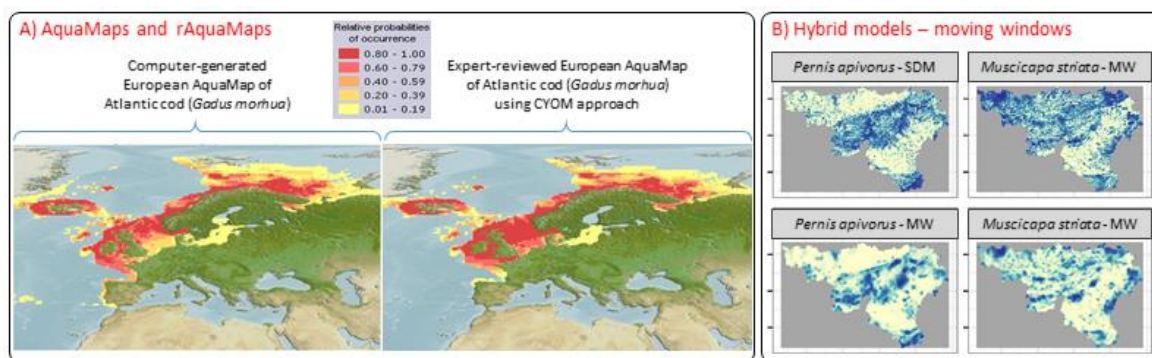 A) AquaMaps and rAquaMaps
Computer-generated
European AquaMap of
Atlantic cod (Gadus morhua)
Relative probabilities
of occurrence
0.80 - 1.00
0.60 - 0.79
0.40 - 0.59
0.20 - 0.39
0.01 - 0.19
Expert-reviewed European AquaMap
of Atlantic cod (Gadus morhua)
using CYOM approach
B) Hybrid models – moving windows
Pernis apivorus - SDM
Muscicapa striata - MW
Pernis apivorus - MW
Muscicapa striata - MW